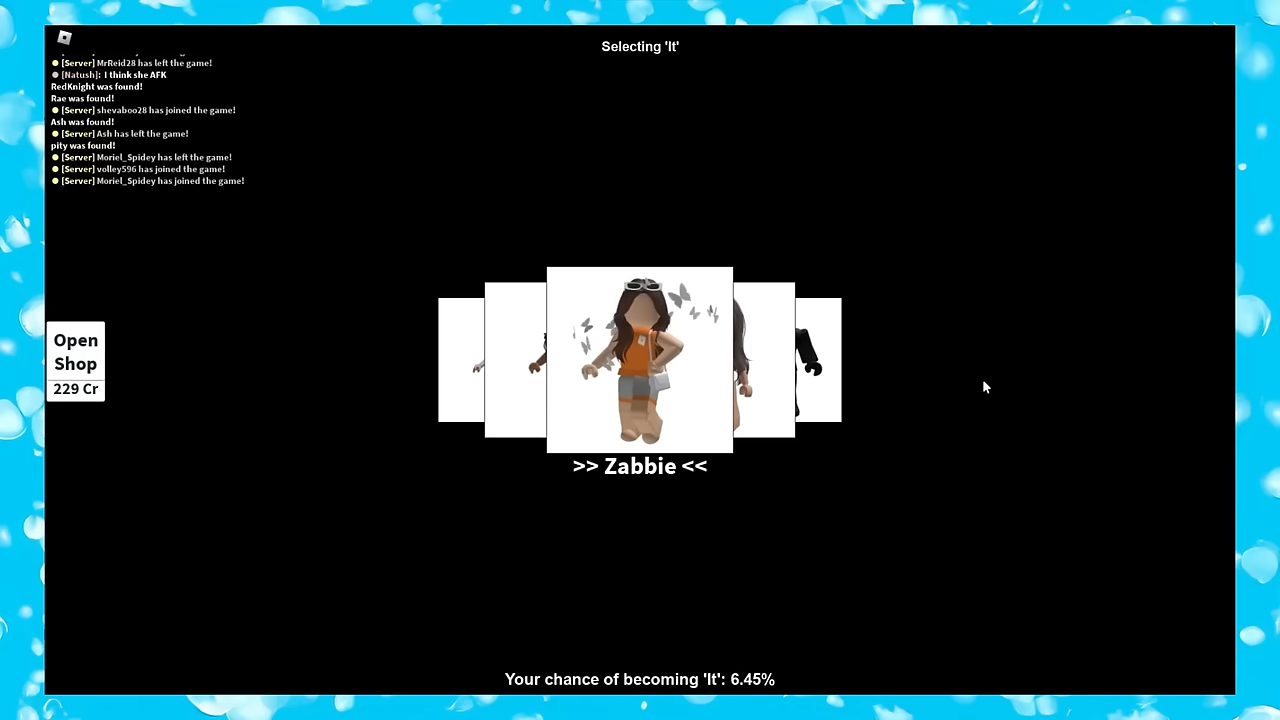 Selecting 'It'
[Server] MrReid28 has left the game!
[Natush]: I think she AFK
RedKnight was found!
Rae was found!
[Server] shevaboo28 has joined the game!
Ash was found!
[Server] Ash has left the game!
pity was found!
[Server] Moriel_Spidey has left the game!
[Server] volley596 has joined the game!
[Server] Moriel_Spidey has joined the game!
Open
Shop
229 Cr
>> Zabbie <<
Your chance of becoming 'It': 6.45%